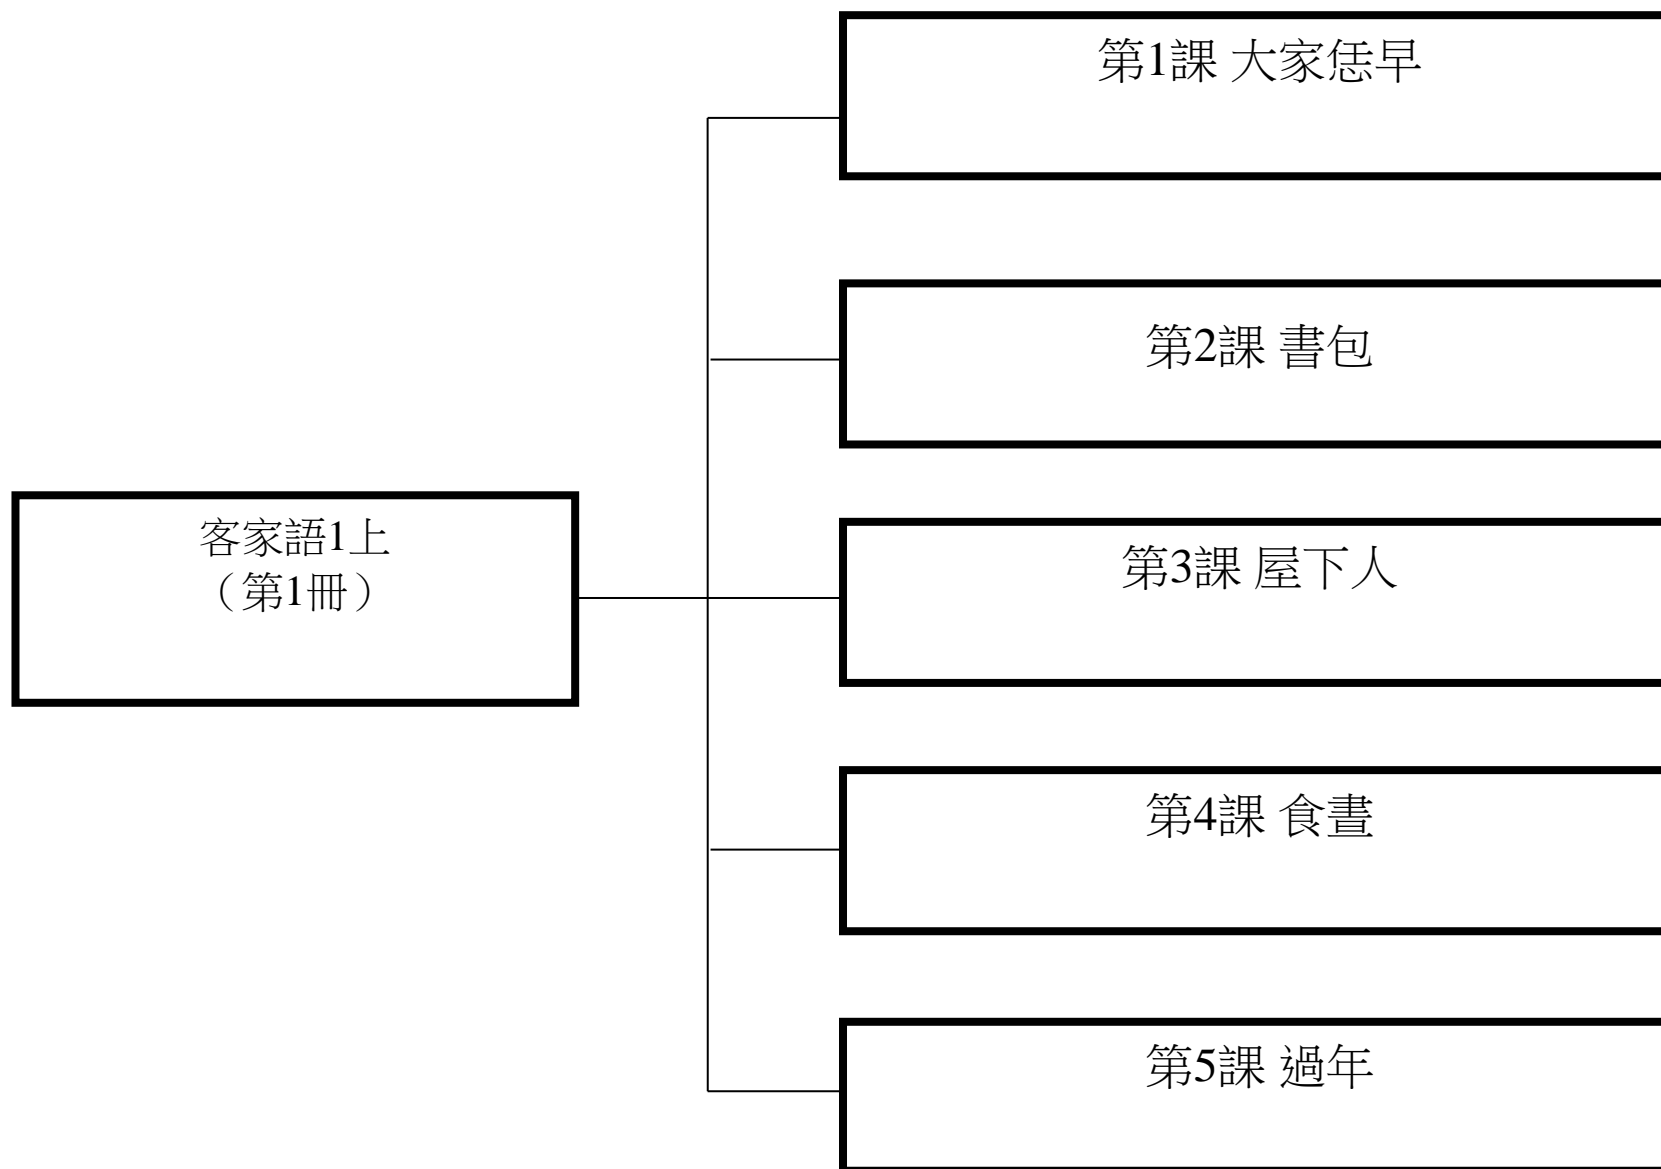 第1課 大家恁早
第2課 書包
客家語1上
（第1冊）
第3課 屋下人
第4課 食晝
第5課 過年